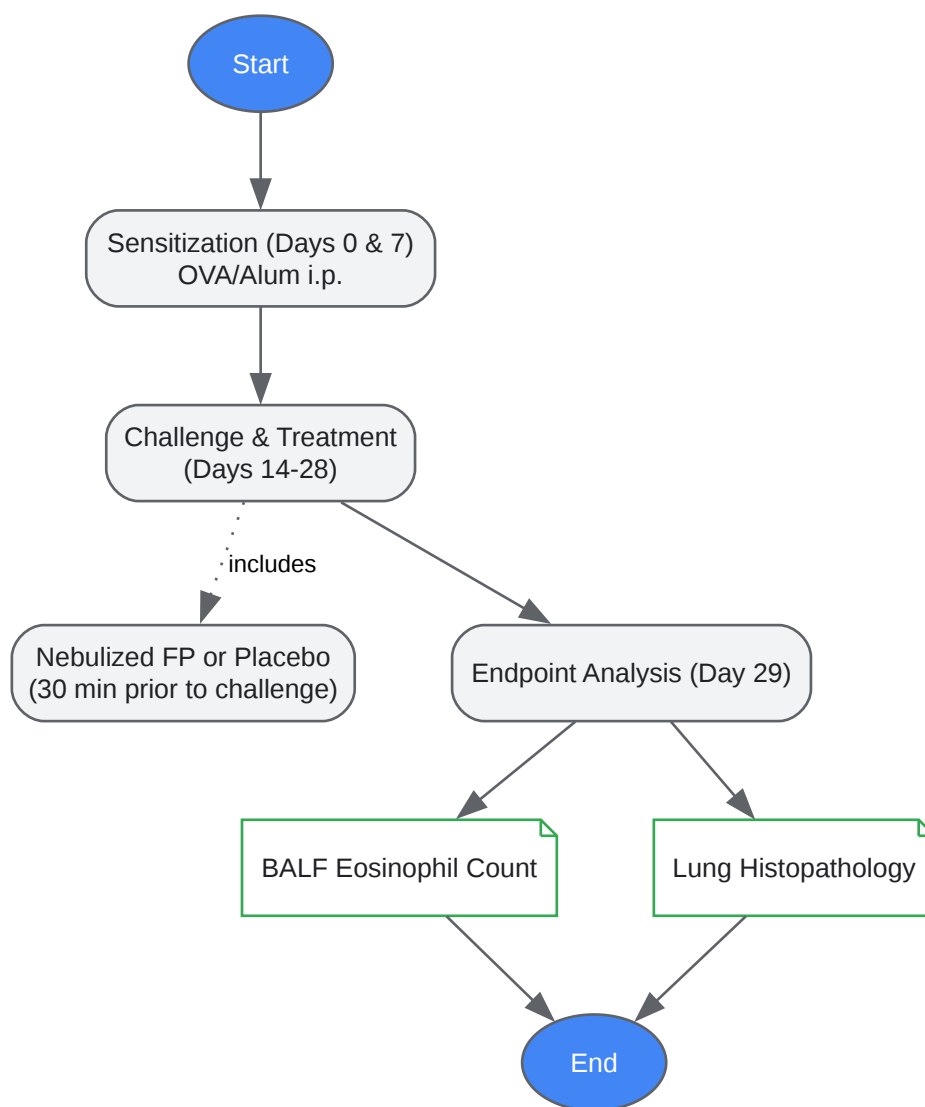 Start
Sensitization (Days 0 & 7)
OVA/Alum i.p.
Challenge & Treatment
(Days 14-28)
includes
Nebulized FP or Placebo
(30 min prior to challenge)
Endpoint Analysis (Day 29)
BALF Eosinophil Count
Lung Histopathology
End